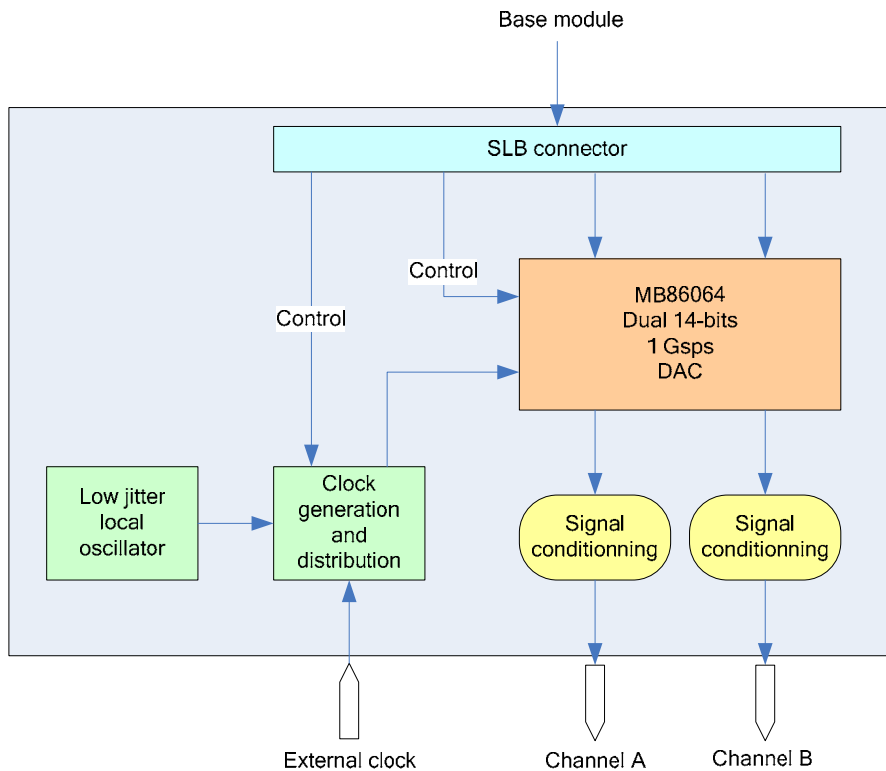 Base module
SLB connector
Control
Control
MB86064
Dual 14-bits
1 Gsps
DAC
Low jitter
local
oscillator
Clock
generation
and
distribution
Signal
conditionning
Signal
conditionning
External clock
Channel A
Channel B